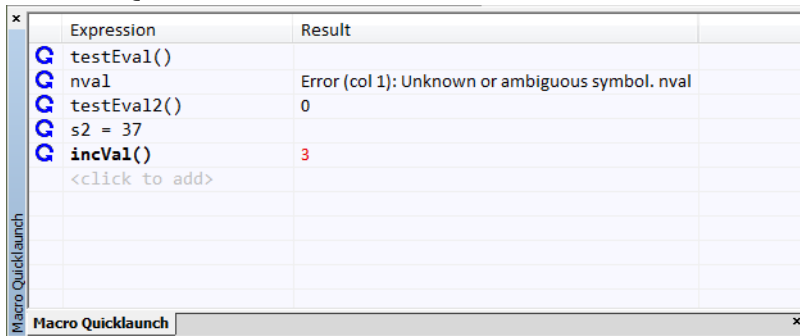 Expression Result
testEval()
nval Error (col 1): Unknown or ambiguous symbol. nval
testEval2() 0
s2 = 37
incVal() 3
<click to add>
Macro Quicklaunch
Macro Quicklaunch